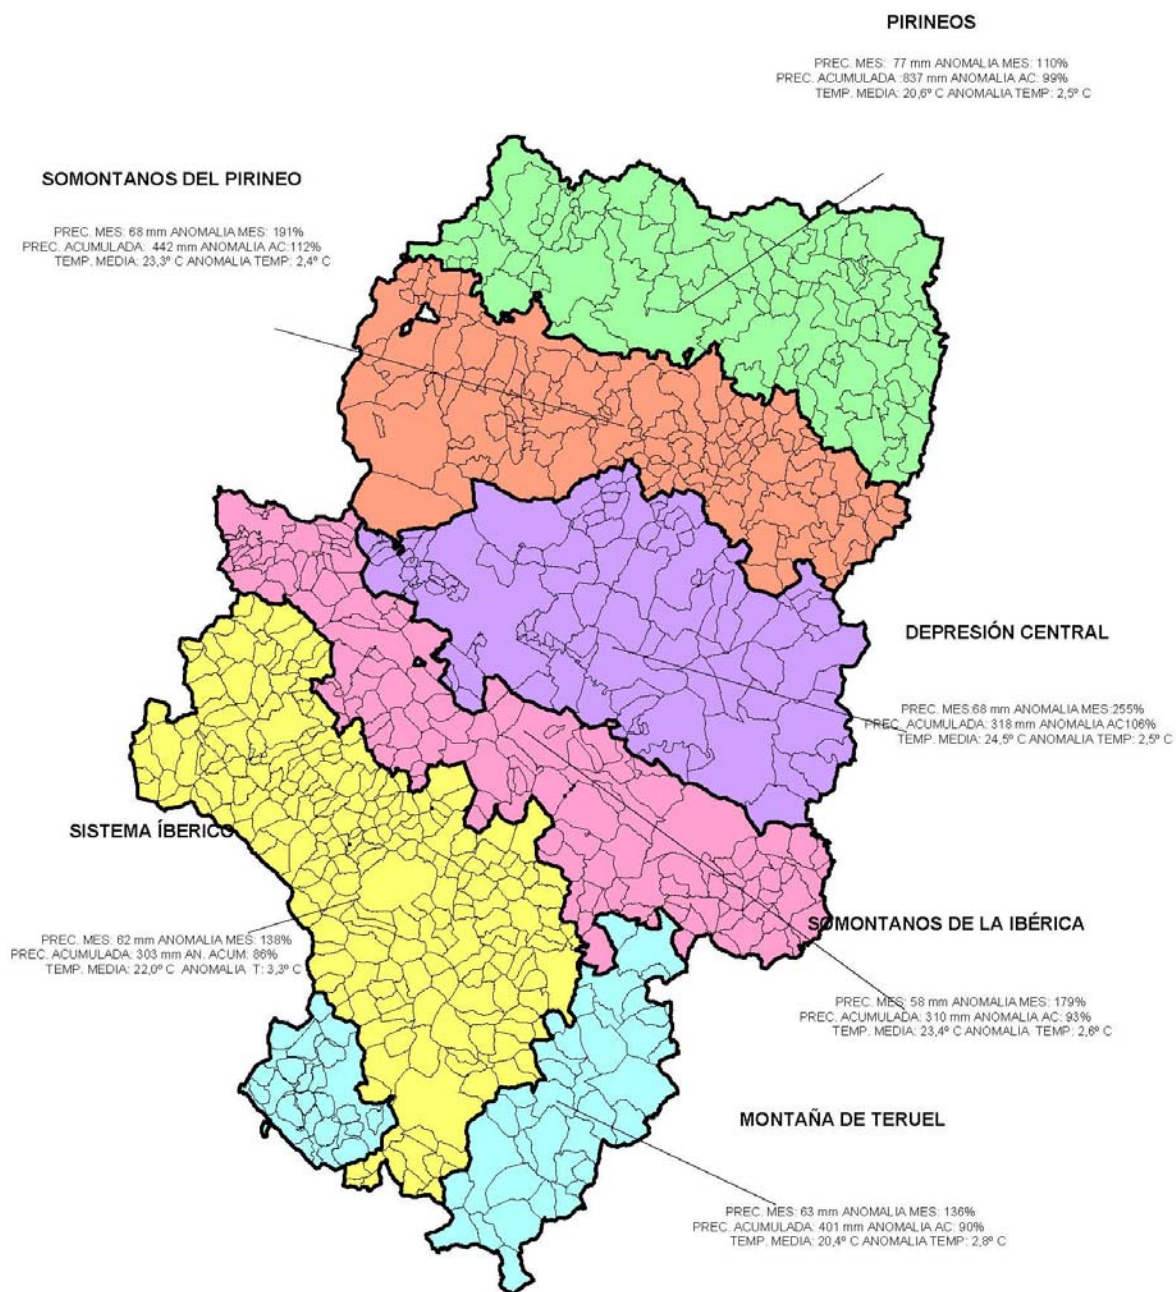 PIRINEOS
PREC. MES: 77 mm ANOMALIA MES: 110%
PREC. ACUMULADA :837 mm ANOMALIA AC: 99%
TEMP. MEDIA: 20,6º C ANOMALIA TEMP: 2,5º C
SOMONTANOS DEL PIRINEO
PREC. MES: 68 mm ANOMALIA MES: 191%
PREC. ACUMULADA: 442 mm ANOMALIA AC:112%
TEMP. MEDIA: 23,3º C ANOMALIA TEMP: 2,4º C
DEPRESIÓN CENTRAL
PREC. MES:68 mm ANOMALIA MES:255%
PREC. ACUMULADA: 318 mm ANOMALIA AC106%
TEMP. MEDIA: 24,5º C ANOMALIA TEMP: 2,5º C
SISTEMA ÍBERICO
PREC. MES: 62 mm ANOMALIA MES: 138%
PREC. ACUMULADA: 303 mm AN. ACUM: 86%
TEMP. MEDIA: 22,0º C ANOMALIA T: 3,3º C
SOMONTANOS DE LA IBÉRICA
PREC. MES: 58 mm ANOMALIA MES: 179%
PREC. ACUMULADA: 310 mm ANOMALIA AC: 93%
TEMP. MEDIA: 23,4º C ANOMALIA TEMP: 2,6º C
MONTAÑA DE TERUEL
PREC. MES: 63 mm ANOMALIA MES: 136%
PREC. ACUMULADA: 401 mm ANOMALIA AC: 90%
TEMP. MEDIA: 20,4º C ANOMALIA TEMP: 2,8º C